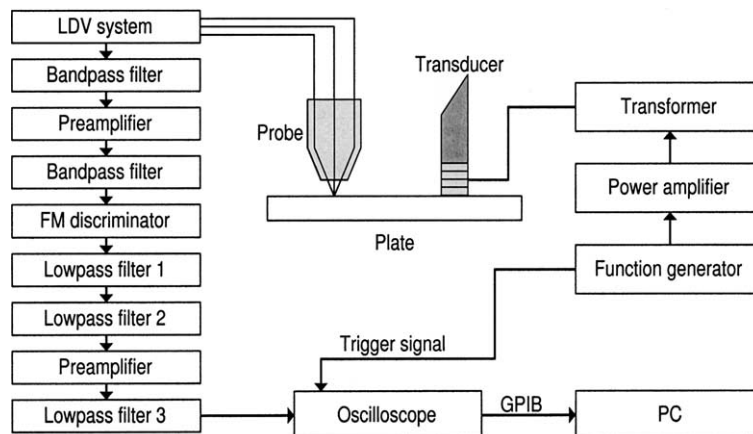 LDV system
Bandpass filter
Preamplifier
Bandpass filter
FM discriminator
Lowpass filter 1
Lowpass filter 2
Preamplifier
Lowpass filter 3
Probe
Transducer
Plate
Transformer
Power amplifier
Function generator
Trigger signal
Oscilloscope
GPIB
PC